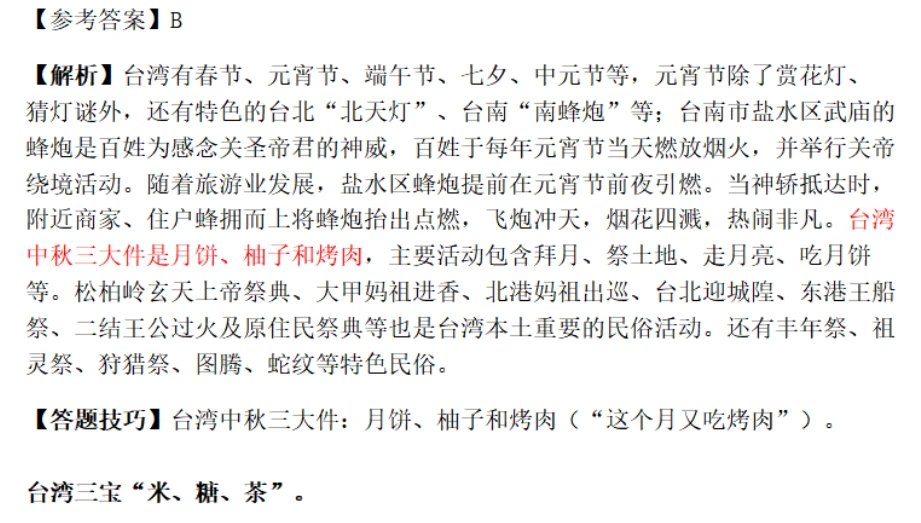 【参考答案】B
【解析】台湾有春节、元宵节、端午节、七夕、中元节等，元宵节除了赏花灯、
猜灯谜外，还有特色的台北“北天灯”、台南“南蜂炮”等；台南市盐水区武庙的
蜂炮是百姓为感念关圣帝君的神威，百姓于每年元宵节当天燃放烟火，并举行关帝
绕境活动。随着旅游业发展，盐水区蜂炮提前在元宵节前夜引燃。当神轿抵达时，
附近商家、住户蜂拥而上将蜂炮抬出点燃，飞炮冲天，烟花四溅，热闹非凡。台湾
中秋三大件是月饼、柚子和烤肉，主要活动包含拜月、祭土地、走月亮、吃月饼
等。松柏岭玄天上帝祭典、大甲妈祖进香、北港妈祖出巡、台北迎城隍、东港王船
祭、二结王公过火及原住民祭典等也是台湾本土重要的民俗活动。还有丰年祭、祖
灵祭、狩猎祭、图腾、蛇纹等特色民俗。
【答题技巧】台湾中秋三大件：月饼、柚子和烤肉（“这个月又吃烤肉”）。
台湾三宝“米、糖、茶”。